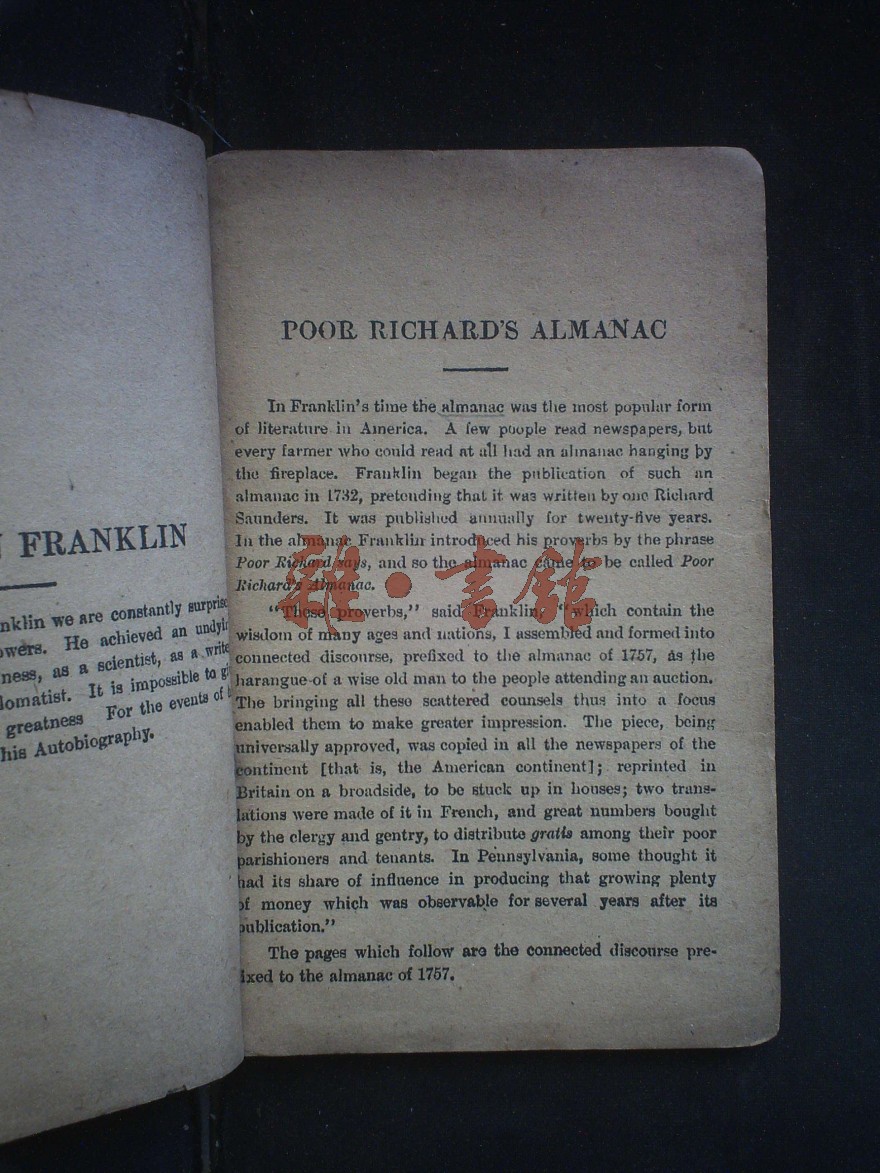 N FRANKLIN
nklin we are constantly surprise
owers. He achieved an undyi
ness, as a scientist, as a write
lomatist. It is impossible to gi
greatness For the events of
his Autobiography.
POOR RICHARD'S ALMANAC
In Franklin's time the almanac was the most popular form
of literature in America. A few people read newspapers, but
every farmer who could read at all had an almanac hanging by
the fireplace. Franklin began the publication of such an
almanac in 1732, pretending that it was written by one Richard
Saunders. It was published annually for twenty-five years.
In the almanac Franklin introduced his proverbs by the phrase
Poor Richard says, and so the almanac came to be called Poor
Richard's Almanac.
"These proverbs," said Franklin, "which contain the
wisdom of many ages and nations, I assembled and formed into
connected discourse, prefixed to the almanac of 1757, as the
harangue of a wise old man to the people attending an auction.
The bringing all these scattered counsels thus into a focus
enabled them to make greater impression. The piece, being
universally approved, was copied in all the newspapers of the
continent [that is, the American continent]; reprinted in
Britain on a broadside, to be stuck up in houses; two trans-
lations were made of it in French, and great numbers bought
by the clergy and gentry, to distribute gratis among their poor
parishioners and tenants. In Pennsylvania, some thought it
had its share of influence in producing that growing plenty
of money which was observable for several years after its
publication."
The pages which follow are the connected discourse pre-
fixed to the almanac of 1757.
雜·書館